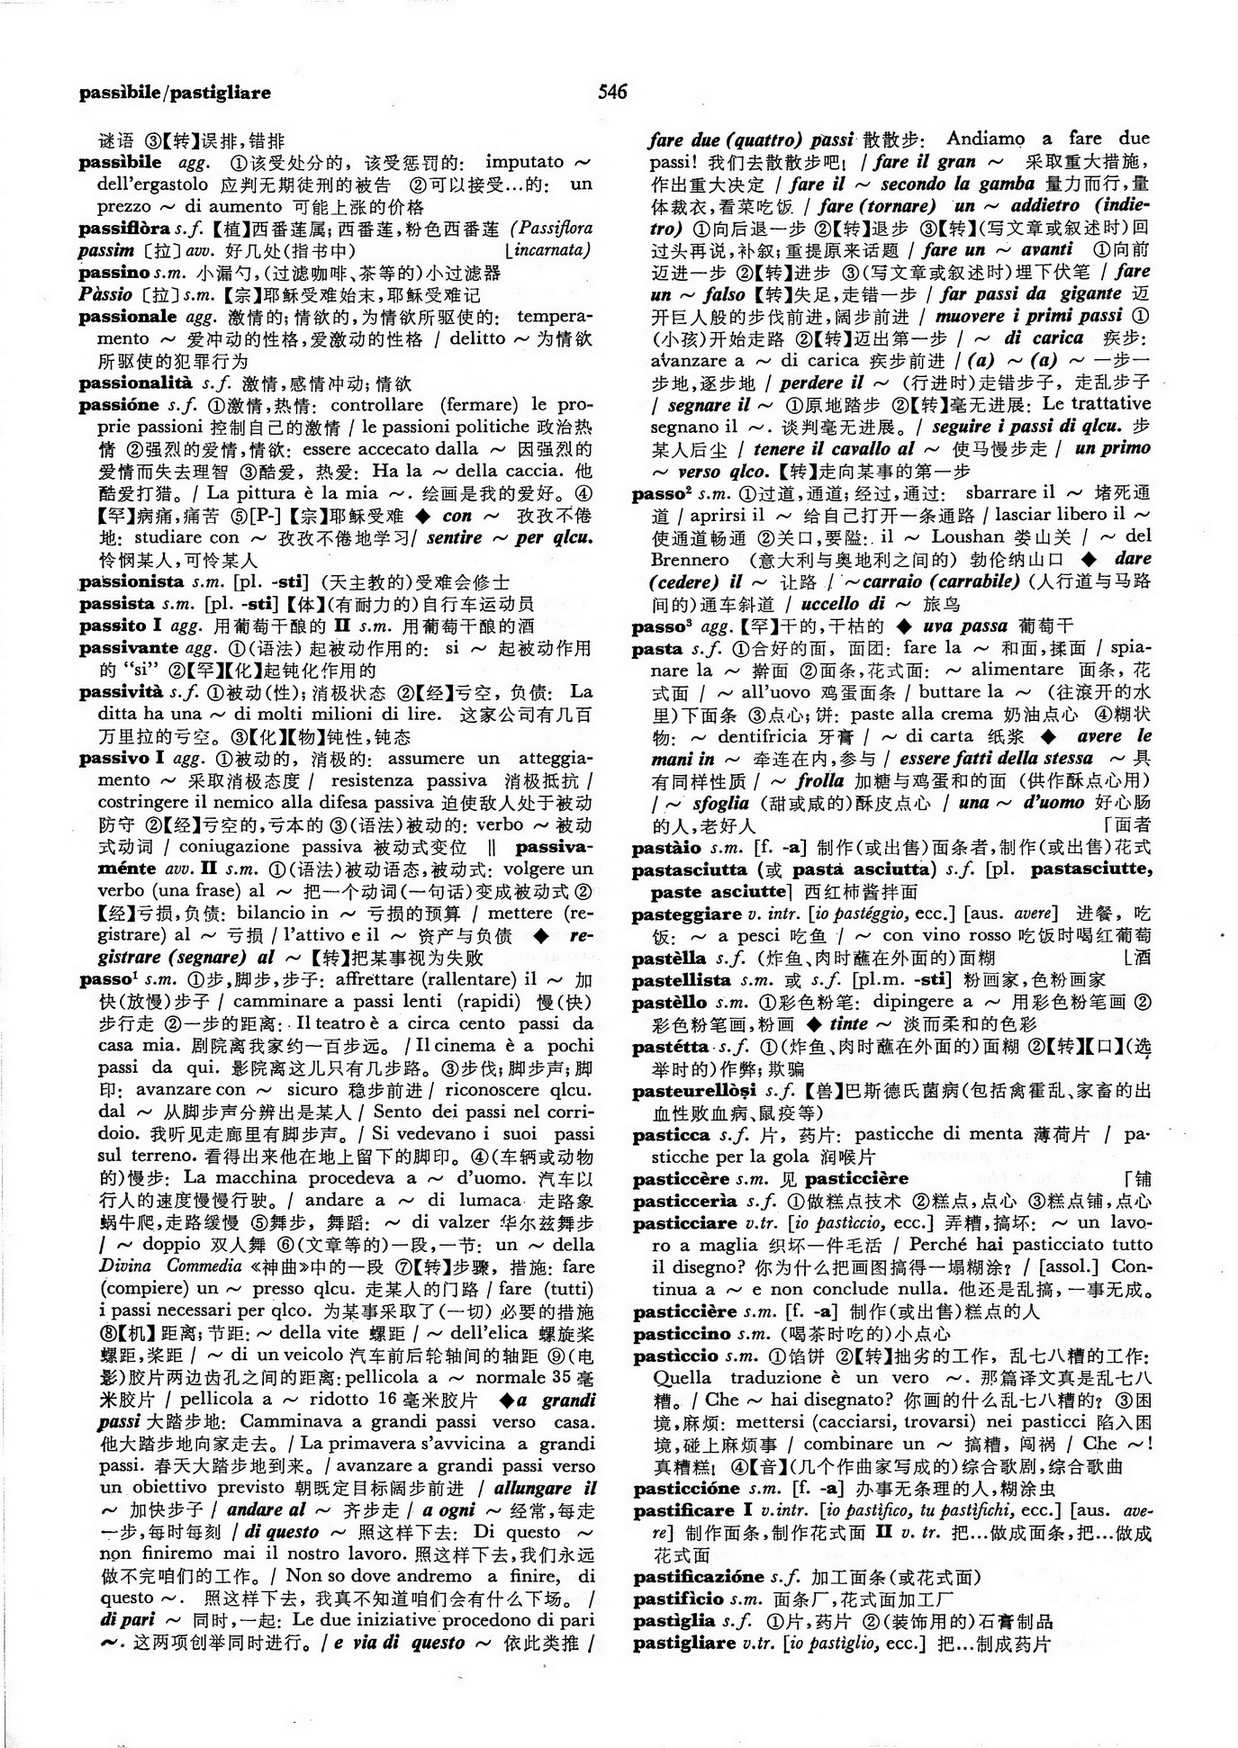 passìbile/pastigliare
546
谜语 ③【转】误排,错排
passìbile agg. ①该受处分的, 该受惩罚的: imputato ～
dell'ergastolo 应判无期徒刑的被告 ②可以接受…的: un
prezzo ～ di aumento 可能上涨的价格
passiflòra s.f. 【植】西番莲属; 西番莲,粉色西番莲 (Passiflora
passim [拉] avv. 好几处(指书中) ⌊incarnata)
passino s.m. 小漏勺,(过滤咖啡、茶等的)小过滤器
Pàssio [拉] s.m. 【宗】耶稣受难始末,耶稣受难记
passionale agg. 激情的; 情欲的,为情欲所驱使的: tempera-
mento ～ 爱冲动的性格,爱激动的性格 / delitto ～ 为情欲
所驱使的犯罪行为
passionalità s.f. 激情,感情冲动; 情欲
passióne s.f. ①激情,热情: controllare (fermare) le pro-
prie passioni 控制自己的激情 / le passioni politiche 政治热
情 ②强烈的爱情,情欲: essere accecato dalla ～ 因强烈的
爱情而失去理智 ③酷爱, 热爱: Ha la ～ della caccia. 他
酷爱打猎。/ La pittura è la mia ～. 绘画是我的爱好。④
【罕】病痛,痛苦 ⑤[P-] 【宗】耶稣受难 ◆ con ～ 孜孜不倦
地: studiare con ～ 孜孜不倦地学习/ sentire ～ per qlcu.
怜悯某人,可怜某人
passionista s.m. [pl. -sti] (天主教的)受难会修士
passista s.m. [pl. -sti]【体】(有耐力的)自行车运动员
passito I agg. 用葡萄干酿的 II s.m. 用葡萄干酿的酒
passivante agg. ①(语法) 起被动作用的: si ～ 起被动作用
的 “si” ②【罕】【化】起钝化作用的
passività s.f. ①被动(性); 消极状态 ②【经】亏空, 负债: La
ditta ha una ～ di molti milioni di lire. 这家公司有几百
万里拉的亏空。③【化】【物】钝性,钝态
passivo I agg. ①被动的, 消极的: assumere un atteggia-
mento ～ 采取消极态度 / resistenza passiva 消极抵抗 /
costringere il nemico alla difesa passiva 迫使敌人处于被动
防守 ②【经】亏空的,亏本的 ③(语法)被动的: verbo ～ 被动
式动词 / coniugazione passiva 被动式变位 ‖ passiva-
ménte avv. II s.m. ①(语法)被动语态,被动式: volgere un
verbo (una frase) al ～ 把一个动词(一句话)变成被动式 ②
【经】亏损,负债: bilancio in ～ 亏损的预算 / mettere (re-
gistrare) al ～ 亏损 / l'attivo e il ～ 资产与负债 ◆ re-
gistrare (segnare) al ～【转】把某事视为失败
passo¹ s.m. ①步,脚步,步子: affrettare (rallentare) il ～ 加
快(放慢)步子 / camminare a passi lenti (rapidi) 慢(快)
步行走 ②一步的距离: Il teatro è a circa cento passi da
casa mia. 剧院离我家约一百步远。/ Il cinema è a pochi
passi da qui. 影院离这儿只有几步路。③步伐; 脚步声; 脚
印: avanzare con ～ sicuro 稳步前进 / riconoscere qlcu.
dal ～ 从脚步声分辨出是某人 / Sento dei passi nel corri-
doio. 我听见走廊里有脚步声。/ Si vedevano i suoi passi
sul terreno. 看得出来他在地上留下的脚印。④(车辆或动物
的)慢步: La macchina procedeva a ～ d'uomo. 汽车以
行人的速度慢慢行驶。/ andare a ～ di lumaca 走路象
蜗牛爬,走路缓慢 ⑤舞步, 舞蹈: ～ di valzer 华尔兹舞步
/ ～ doppio 双人舞 ⑥(文章等的)一段,一节: un ～ della
Divina Commedia «神曲»中的一段 ⑦【转】步骤, 措施: fare
(compiere) un ～ presso qlcu. 走某人的门路 / fare (tutti)
i passi necessari per qlco. 为某事采取了(一切) 必要的措施
⑧【机】距离; 节距: ～ della vite 螺距 / ～ dell'elica 螺旋桨
螺距,桨距 / ～ di un veicolo 汽车前后轮轴间的轴距 ⑨(电
影)胶片两边齿孔之间的距离: pellicola a ～ normale 35 毫
米胶片 / pellicola a ～ ridotto 16 毫米胶片 ◆a grandi
passi 大踏步地: Camminava a grandi passi verso casa.
他大踏步地向家走去。/ La primavera s'avvicina a grandi
passi. 春天大踏步地到来。/ avanzare a grandi passi verso
un obiettivo previsto 朝既定目标阔步前进 / allungare il
～ 加快步子 / andare al ～ 齐步走 / a ogni ～ 经常,每走
一步,每时每刻 / di questo ～ 照这样下去: Di questo ～
non finiremo mai il nostro lavoro. 照这样下去,我们永远
做不完咱们的工作。/ Non so dove andremo a finire, di
questo ～. 照这样下去, 我真不知道咱们会有什么下场。 /
di pari ～ 同时,一起: Le due iniziative procedono di pari
～. 这两项创举同时进行。/ e via di questo ～ 依此类推 /
fare due (quattro) passi 散散步: Andiamo a fare due
passi! 我们去散散步吧! / fare il gran ～ 采取重大措施,
作出重大决定 / fare il ～ secondo la gamba 量力而行,量
体裁衣,看菜吃饭 / fare (tornare) un ～ addietro (indie-
tro) ①向后退一步 ②【转】退步 ③【转】(写文章或叙述时)回
过头再说,补叙; 重提原来话题 / fare un ～ avanti ①向前
迈进一步 ②【转】进步 ③(写文章或叙述时)埋下伏笔 / fare
un ～ falso 【转】失足,走错一步 / far passi da gigante 迈
开巨人般的步伐前进,阔步前进 / muovere i primi passi ①
(小孩)开始走路 ②【转】迈出第一步 / ～ di carica 疾步:
avanzare a ～ di carica 疾步前进 / (a) ～ (a) ～ 一步一
步地,逐步地 / perdere il ～ (行进时)走错步子, 走乱步子
/ segnare il ～ ①原地踏步 ②【转】毫无进展: Le trattative
segnano il ～. 谈判毫无进展。/ seguire i passi di qlcu. 步
某人后尘 / tenere il cavallo al ～ 使马慢步走 / un primo
～ verso qlco. 【转】走向某事的第一步
passo² s.m. ①过道,通道; 经过,通过: sbarrare il ～ 堵死通
道 / aprirsi il ～ 给自己打开一条通路 / lasciar libero il ～
使通道畅通 ②关口,要隘: il ～ Loushan 娄山关 / ～ del
Brennero (意大利与奥地利之间的) 勃伦纳山口 ◆ dare
(cedere) il ～ 让路 / ～carraio (carrabile) (人行道与马路
间的)通车斜道 / uccello di ～ 旅鸟
passo³ agg.【罕】干的,干枯的 ◆ uva passa 葡萄干
pasta s.f. ①合好的面, 面团: fare la ～ 和面,揉面 / spia-
nare la ～ 擀面 ②面条,花式面: ～ alimentare 面条, 花
式面 / ～ all'uovo 鸡蛋面条 / buttare la ～ (往滚开的水
里)下面条 ③点心; 饼: paste alla crema 奶油点心 ④糊状
物: ～ dentifricia 牙膏 / ～ di carta 纸浆 ◆ avere le
mani in ～ 牵连在内,参与 / essere fatti della stessa ～ 具
有同样性质 / ～ frolla 加糖与鸡蛋和的面 (供作酥点心用)
/ ～ sfoglia (甜或咸的)酥皮点心 / una ～ d'uomo 好心肠
的人,老好人 ⌈面者
pastàio s.m. [f. -a] 制作(或出售)面条者,制作(或出售)花式
pastasciutta (或 pasta asciutta) s.f. [pl. pastasciutte,
paste asciutte] 西红柿酱拌面
pasteggiare v. intr. [io pastéggio, ecc.] [aus. avere] 进餐, 吃
饭: ～ a pesci 吃鱼 / ～ con vino rosso 吃饭时喝红葡萄
pastèlla s.f. (炸鱼、肉时蘸在外面的)面糊 ⌊酒
pastellista s.m. 或 s.f. [pl.m. -sti] 粉画家,色粉画家
pastèllo s.m. ①彩色粉笔: dipingere a ～ 用彩色粉笔画 ②
彩色粉笔画,粉画 ◆ tinte ～ 淡而柔和的色彩
pastétta s.f. ①(炸鱼、肉时蘸在外面的)面糊 ②【转】【口】(选
举时的)作弊; 欺骗
pasteurellòsi s.f. 【兽】巴斯德氏菌病(包括禽霍乱、家畜的出
血性败血病、鼠疫等)
pasticca s.f. 片, 药片: pasticche di menta 薄荷片 / pa-
sticche per la gola 润喉片
pasticcère s.m. 见 pasticcière ⌈铺
pasticcerìa s.f. ①做糕点技术 ②糕点,点心 ③糕点铺,点心
pasticciare v.tr. [io pastìccio, ecc.] 弄糟,搞坏: ～ un lavo-
ro a maglia 织坏一件毛活 / Perché hai pasticciato tutto
il disegno? 你为什么把画图搞得一塌糊涂? / [assol.] Con-
tinua a ～ e non conclude nulla. 他还是乱搞,一事无成。
pasticcière s.m. [f. -a] 制作(或出售)糕点的人
pasticcino s.m. (喝茶时吃的)小点心
pastìccio s.m. ①馅饼 ②【转】拙劣的工作, 乱七八糟的工作:
Quella traduzione è un vero ～. 那篇译文真是乱七八
糟。/ Che ～ hai disegnato? 你画的什么乱七八糟的? ③困
境,麻烦: mettersi (cacciarsi, trovarsi) nei pasticci 陷入困
境,碰上麻烦事 / combinare un ～ 搞糟, 闯祸 / Che ～!
真糟糕! ④【音】(几个作曲家写成的)综合歌剧,综合歌曲
pasticcióne s.m. [f. -a] 办事无条理的人,糊涂虫
pastificare I v.intr. [io pastìfico, tu pastìfichi, ecc.] [aus. ave-
re] 制作面条,制作花式面 II v. tr. 把…做成面条,把…做成
花式面
pastificazióne s.f. 加工面条(或花式面)
pastifìcio s.m. 面条厂,花式面加工厂
pastìglia s.f. ①片,药片 ②(装饰用的)石膏制品
pastigliare v.tr. [io pastìglio, ecc.] 把…制成药片